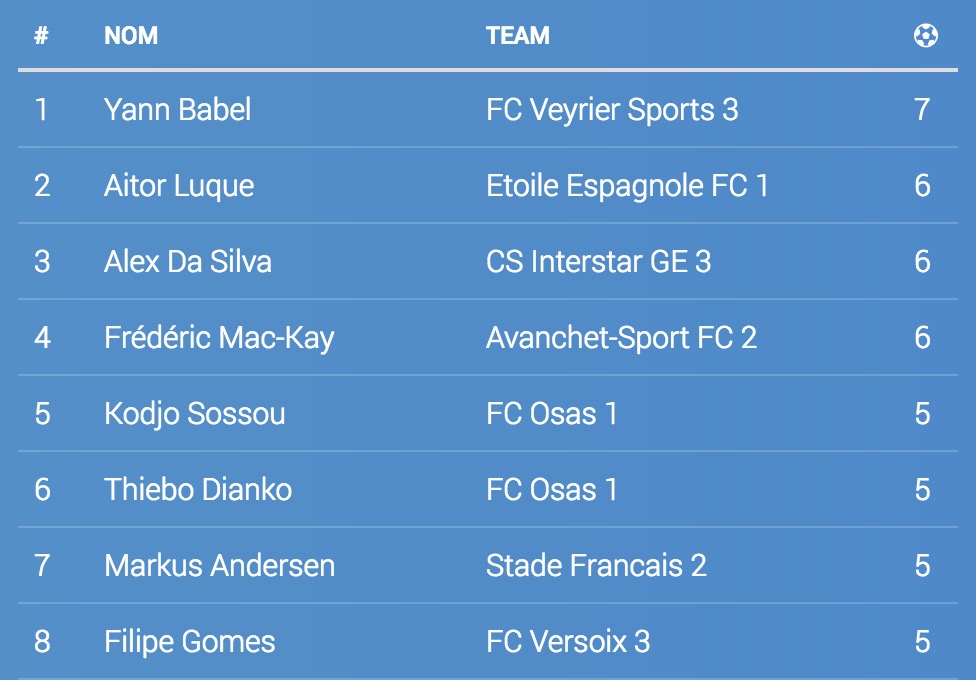 # NOM TEAM
1 Yann Babel FC Veyrier Sports 3 7
2 Aitor Luque Etoile Espagnole FC 1 6
3 Alex Da Silva CS Interstar GE 3 6
4 Frédéric Mac-Kay Avanchet-Sport FC 2 6
5 Kodjo Sossou FC Osas 1 5
6 Thiebo Dianko FC Osas 1 5
7 Markus Andersen Stade Francais 2 5
8 Filipe Gomes FC Versoix 3 5